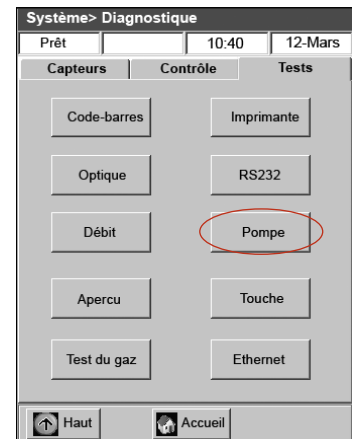 Système> Diagnostique
Prêt 10:40 12-Mars
Capteurs Contrôle Tests
Code-barres Imprimante
Optique RS232
Débit Pompe
Apercu Touche
Test du gaz Ethernet
Haut Accueil